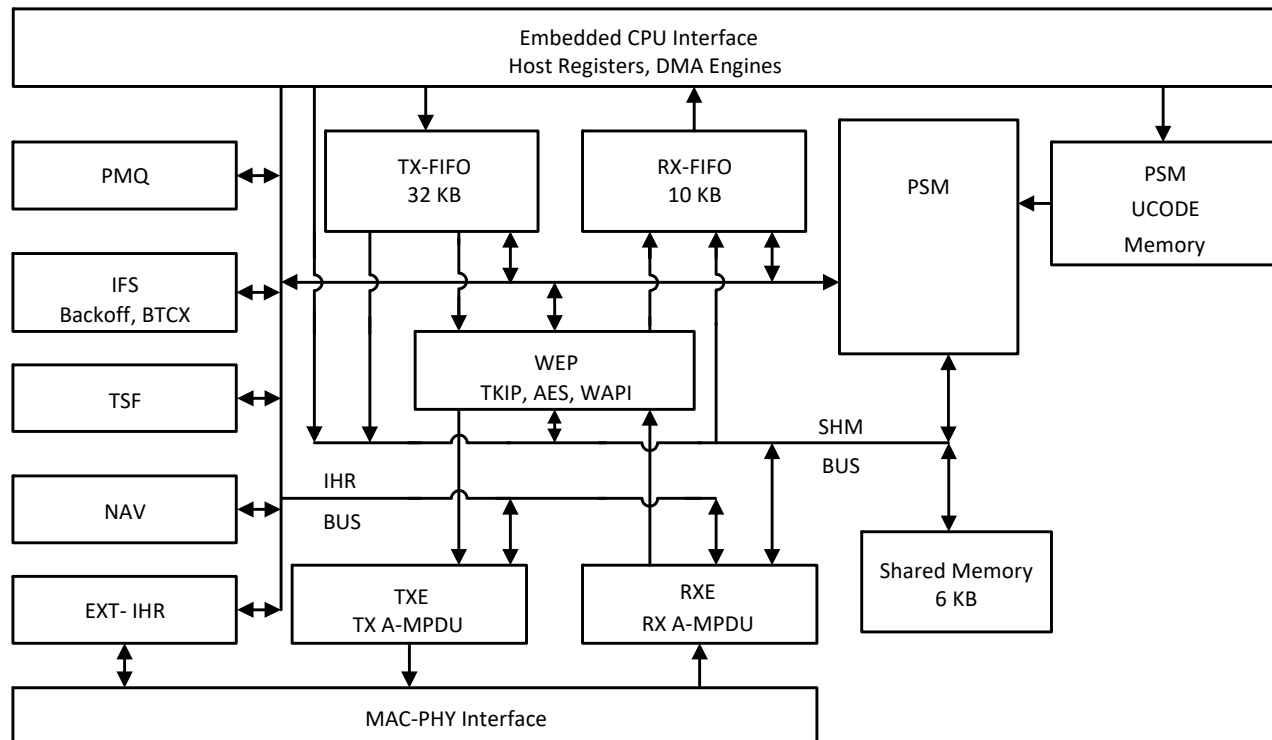 Embedded CPU Interface
Host Registers, DMA Engines
PMQ
TX-FIFO
32 KB
RX-FIFO
10 KB
PSM
PSM
UCODE
Memory
IFS
Backoff, BTCX
WEP
TKIP, AES, WAPI
TSF
SHM
BUS
IHR
BUS
NAV
Shared Memory
6 KB
EXT- IHR
TXE
TX A-MPDU
RXE
RX A-MPDU
MAC-PHY Interface